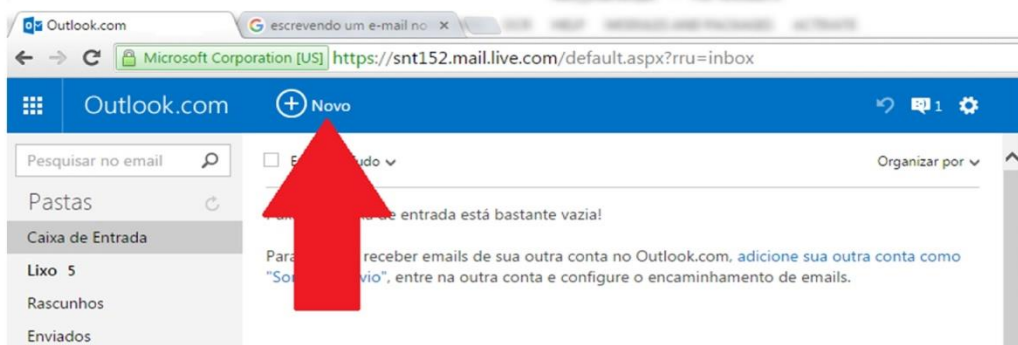 Outlook.com
escrevendo um e-mail no
Microsoft Corporation [US] https://snt152.mail.live.com/default.aspx?rru=inbox
Outlook.com
Novo
1
Pesquisar no email
Organizar por
Pastas
de entrada está bastante vazia!
Caixa de Entrada
Para receber emails de sua outra conta no Outlook.com, adicione sua outra conta como
entre na outra conta e configure o encaminhamento de emails.
Lixo 5
Rascunhos
Enviados